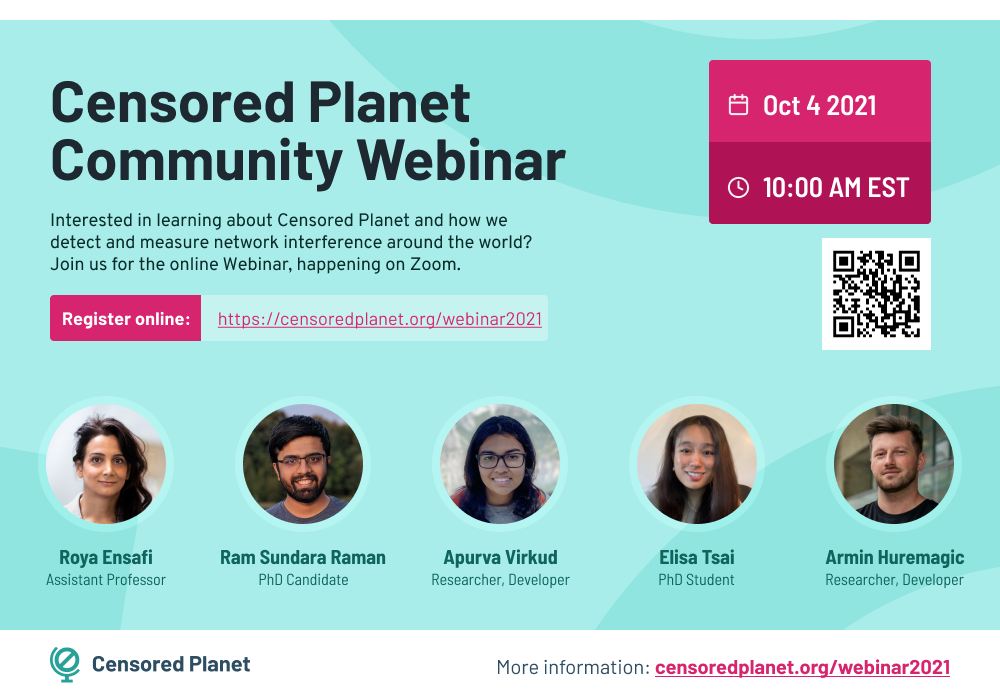 Censored Planet
Community Webinar
Oct 4 2021
10:00 AM EST
Interested in learning about Censored Planet and how we
detect and measure network interference around the world?
Join us for the online Webinar, happening on Zoom.
Register online: https://censoredplanet.org/webinar2021
Roya Ensafi
Assistant Professor
Ram Sundara Raman
PhD Candidate
Apurva Virkud
Researcher, Developer
Elisa Tsai
PhD Student
Armin Huremagic
Researcher, Developer
Censored Planet
More information: censoredplanet.org/webinar2021